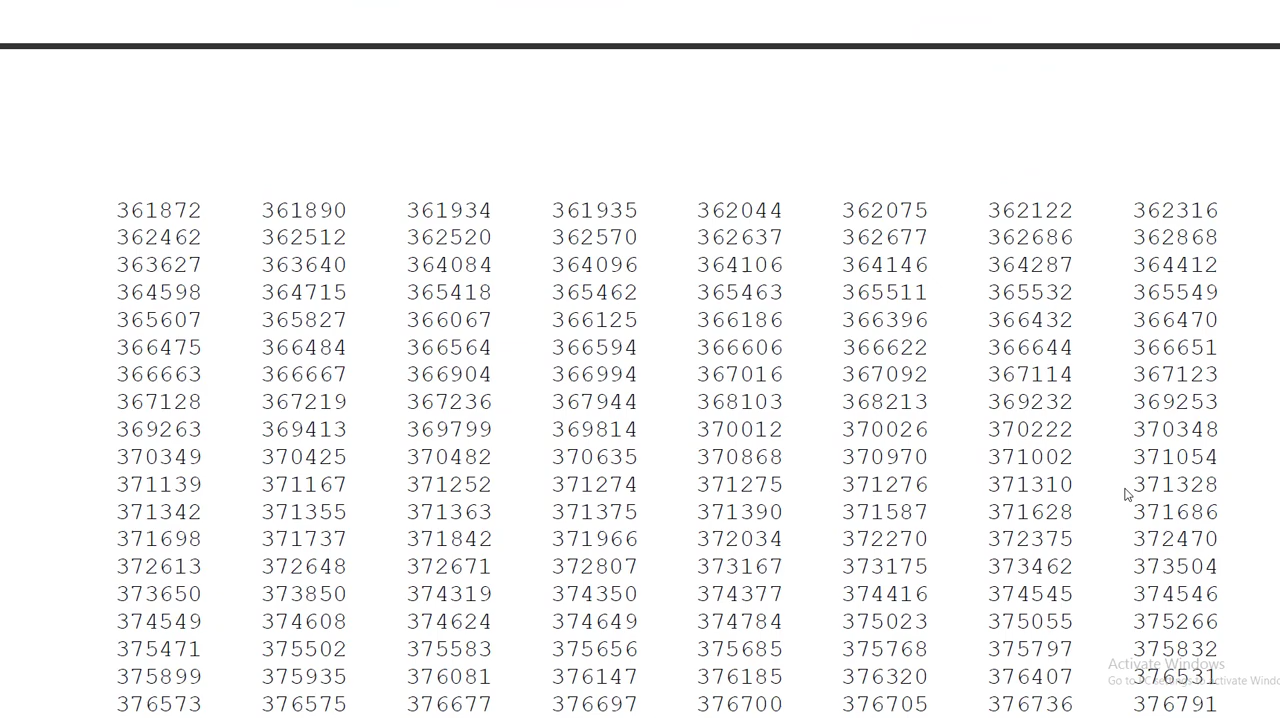 361872 361890 361934 361935 362044 362075 362122 362316
362462 362512 362520 362570 362637 362677 362686 362868
363627 363640 364084 364096 364106 364146 364287 364412
364598 364715 365418 365462 365463 365511 365532 365549
365607 365827 366067 366125 366186 366396 366432 366470
366475 366484 366564 366594 366606 366622 366644 366651
366663 366667 366904 366994 367016 367092 367114 367123
367128 367219 367236 367944 368103 368213 369232 369253
369263 369413 369799 369814 370012 370026 370222 370348
370349 370425 370482 370635 370868 370970 371002 371054
371139 371167 371252 371274 371275 371276 371310 371328
371342 371355 371363 371375 371390 371587 371628 371686
371698 371737 371842 371966 372034 372270 372375 372470
372613 372648 372671 372807 373167 373175 373462 373504
373650 373850 374319 374350 374377 374416 374545 374546
374549 374608 374624 374649 374784 375023 375055 375266
375471 375502 375583 375656 375685 375768 375797 375832
Activate Windows
375899 375935 376081 376147 376185 376320 376407
Go to PC settings to activate Windo
376573 376575 376677 376697 376700 376705 376736 376791